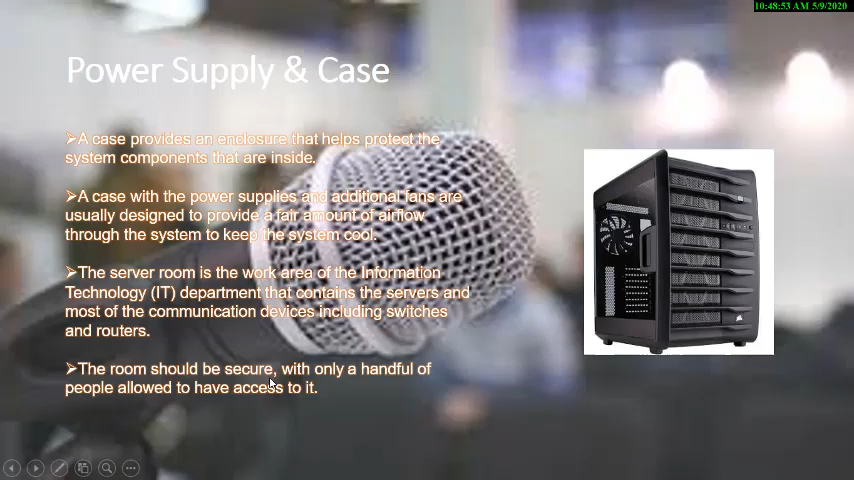 10:48:53 AM 5/9/2020
Power Supply & Case
➢A case provides an enclosure that helps protect the
system components that are inside.
➢A case with the power supplies and additional fans are
usually designed to provide a fair amount of airflow
through the system to keep the system cool.
➢The server room is the work area of the Information
Technology (IT) department that contains the servers and
most of the communication devices including switches
and routers.
➢The room should be secure, with only a handful of
people allowed to have access to it.